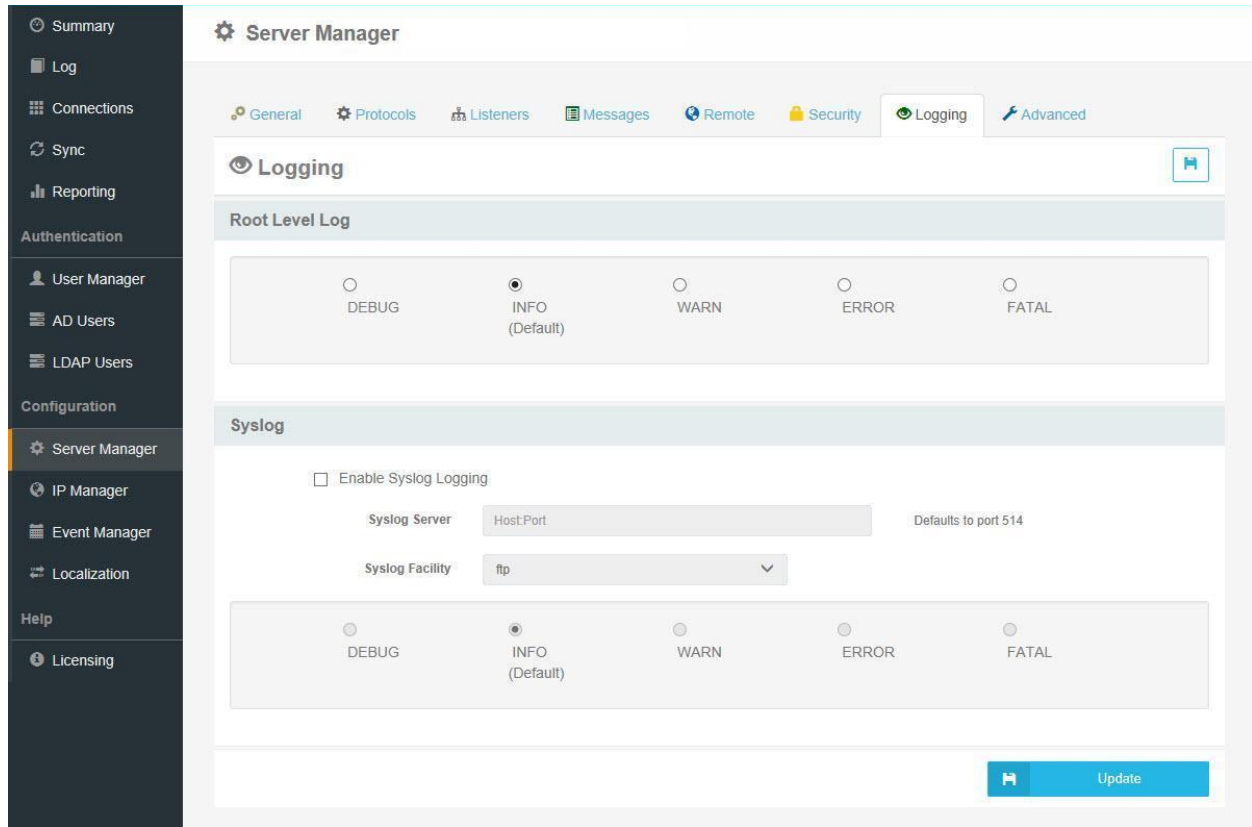 Summary
Log
Connections
Sync
Reporting
Authentication
User Manager
AD Users
LDAP Users
Configuration
Server Manager
IP Manager
Event Manager
Localization
Help
Licensing
Server Manager
General Protocols Listeners Messages Remote Security Logging Advanced
Logging
Root Level Log
DEBUG INFO WARN ERROR FATAL
(Default)
Syslog
Enable Syslog Logging
Syslog Server Host:Port Defaults to port 514
Syslog Facility ftp
DEBUG INFO WARN ERROR FATAL
(Default)
Update